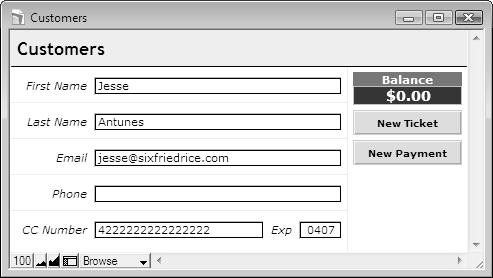 Customers
Customers
First Name Jesse
Last Name Antunes
Email jesse@sixfriedrice.com
Phone
CC Number 4222222222222222 Exp 0407
Balance
$0.00
New Ticket
New Payment
100 Browse